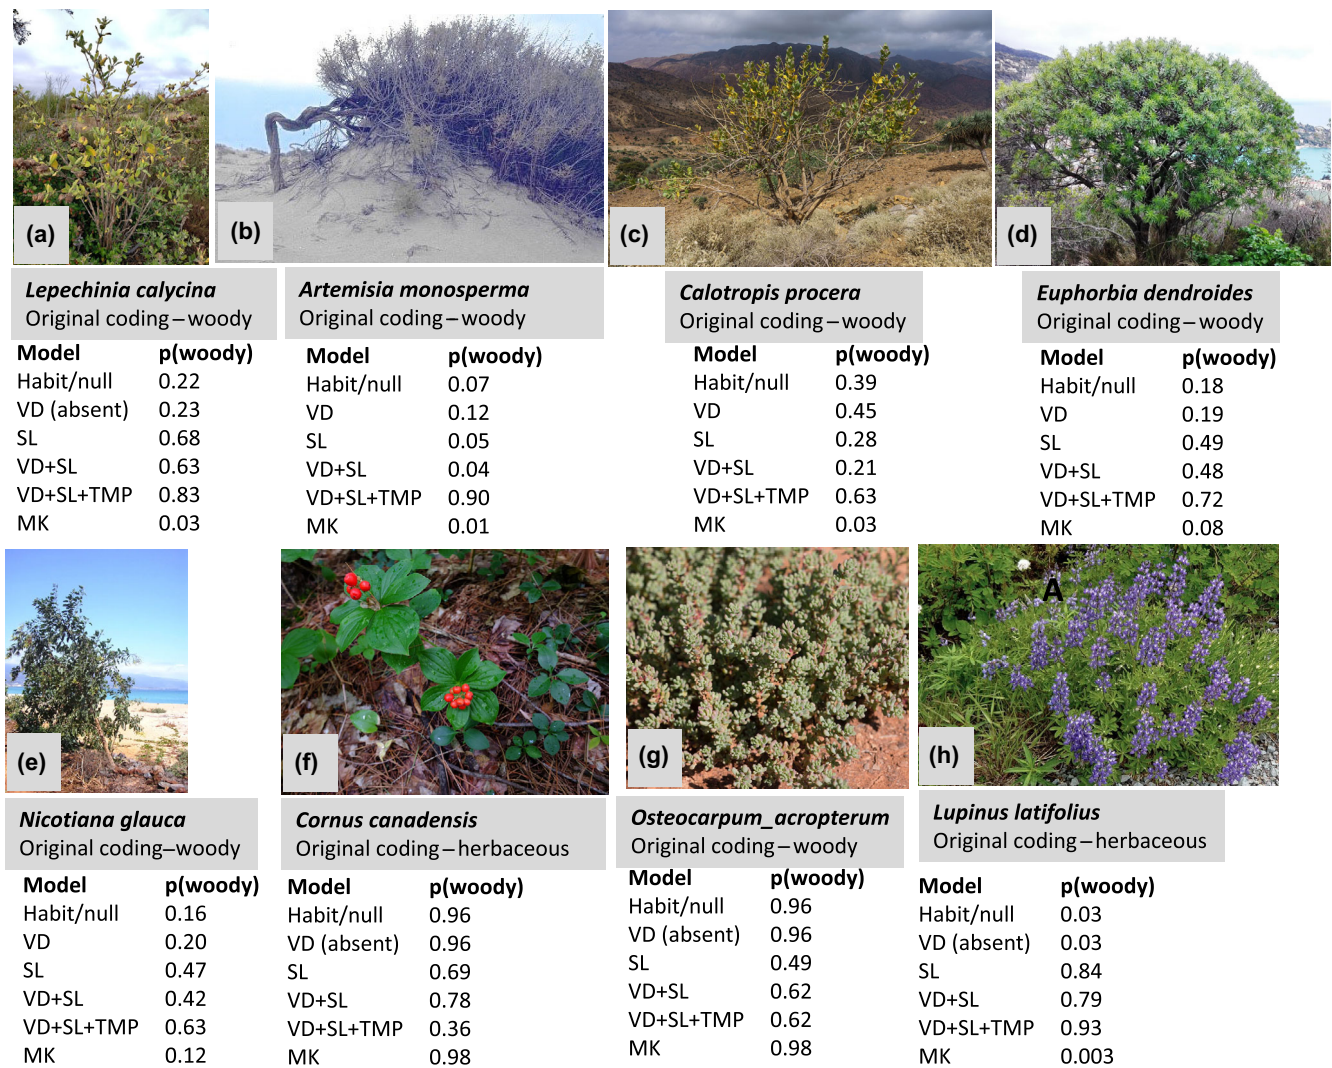 (a)
(b)
(c)
(d)
Lepechinia calycina
Original coding – woody
Model p(woody)
Habit/null 0.22
VD (absent) 0.23
SL 0.68
VD+SL 0.63
VD+SL+TMP 0.83
MK 0.03
Artemisia monosperma
Original coding – woody
Model p(woody)
Habit/null 0.07
VD 0.12
SL 0.05
VD+SL 0.04
VD+SL+TMP 0.90
MK 0.01
Calotropis procera
Original coding – woody
Model p(woody)
Habit/null 0.39
VD 0.45
SL 0.28
VD+SL 0.21
VD+SL+TMP 0.63
MK 0.03
Euphorbia dendroides
Original coding – woody
Model p(woody)
Habit/null 0.18
VD 0.19
SL 0.49
VD+SL 0.48
VD+SL+TMP 0.72
MK 0.08
(e)
(f)
(g)
A
(h)
Nicotiana glauca
Original coding–woody
Model p(woody)
Habit/null 0.16
VD 0.20
SL 0.47
VD+SL 0.42
VD+SL+TMP 0.63
MK 0.12
Cornus canadensis
Original coding – herbaceous
Model p(woody)
Habit/null 0.96
VD (absent) 0.96
SL 0.69
VD+SL 0.78
VD+SL+TMP 0.36
MK 0.98
Osteocarpum_acropterum
Original coding – woody
Model p(woody)
Habit/null 0.96
VD (absent) 0.96
SL 0.49
VD+SL 0.62
VD+SL+TMP 0.62
MK 0.98
Lupinus latifolius
Original coding – herbaceous
Model p(woody)
Habit/null 0.03
VD (absent) 0.03
SL 0.84
VD+SL 0.79
VD+SL+TMP 0.93
MK 0.003